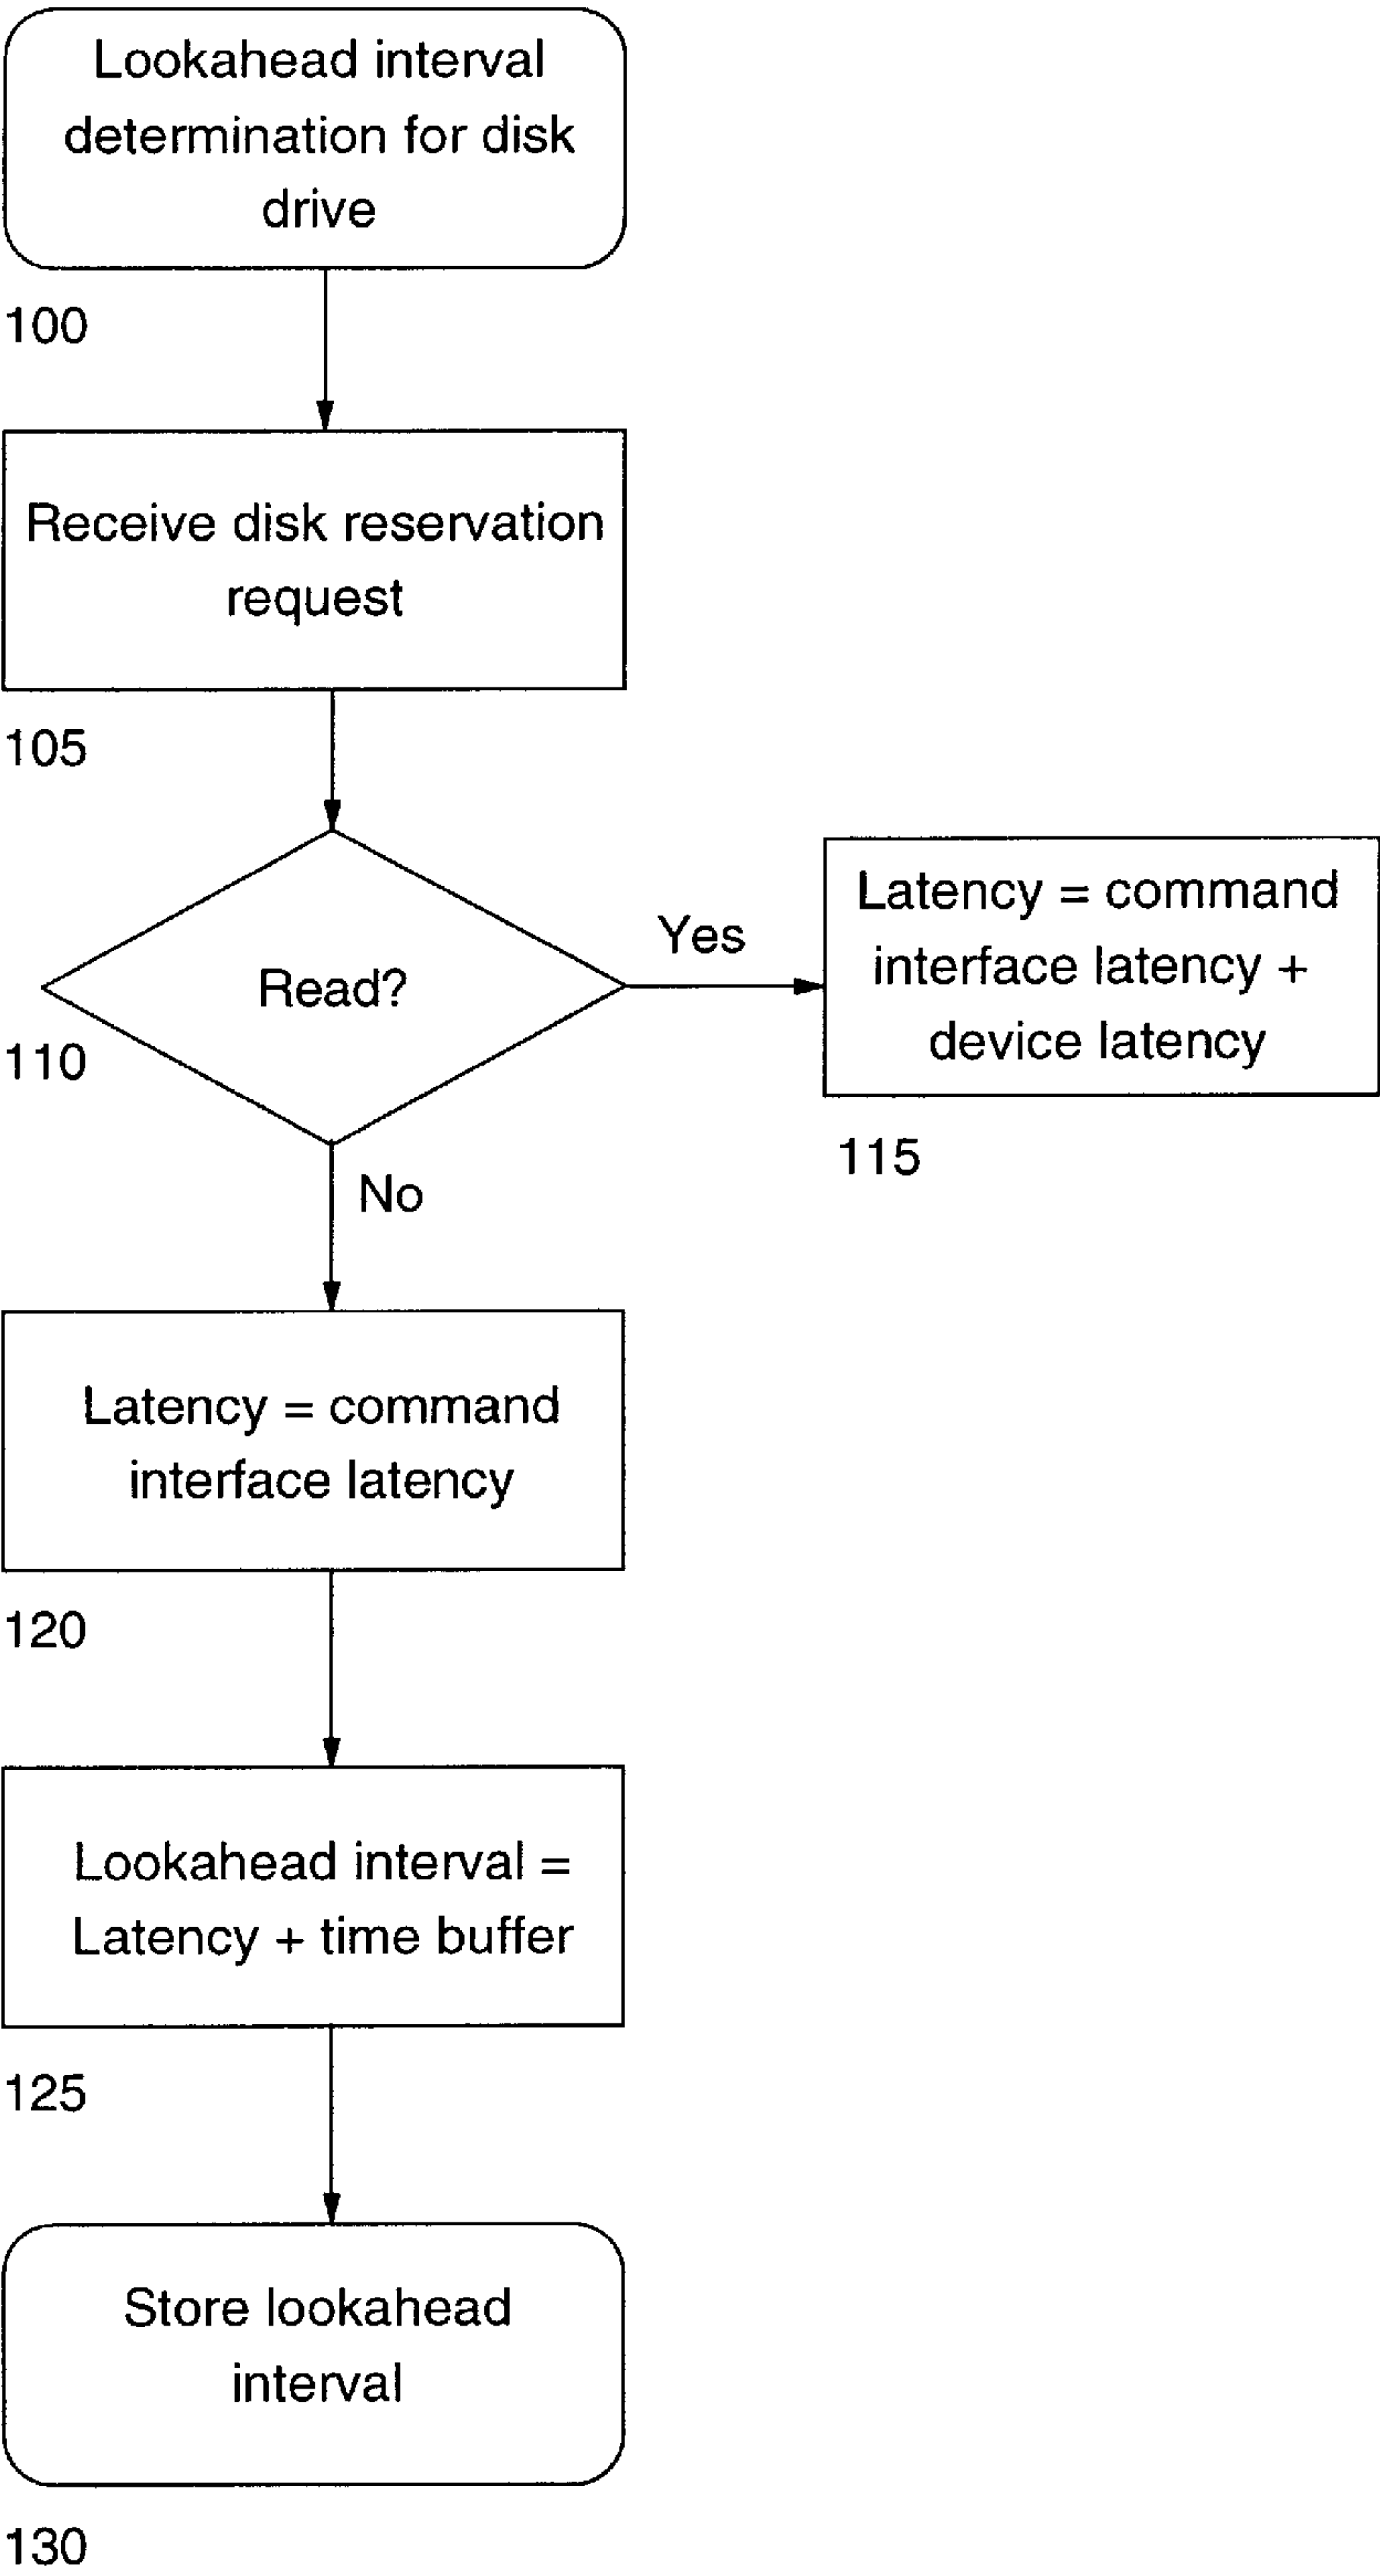 Lookahead interval
determination for disk
drive
100
Receive disk reservation
request
105
Read?
110
Yes
Latency = command
interface latency +
device latency
115
No
Latency = command
interface latency
120
Lookahead interval =
Latency + time buffer
125
Store lookahead
interval
130